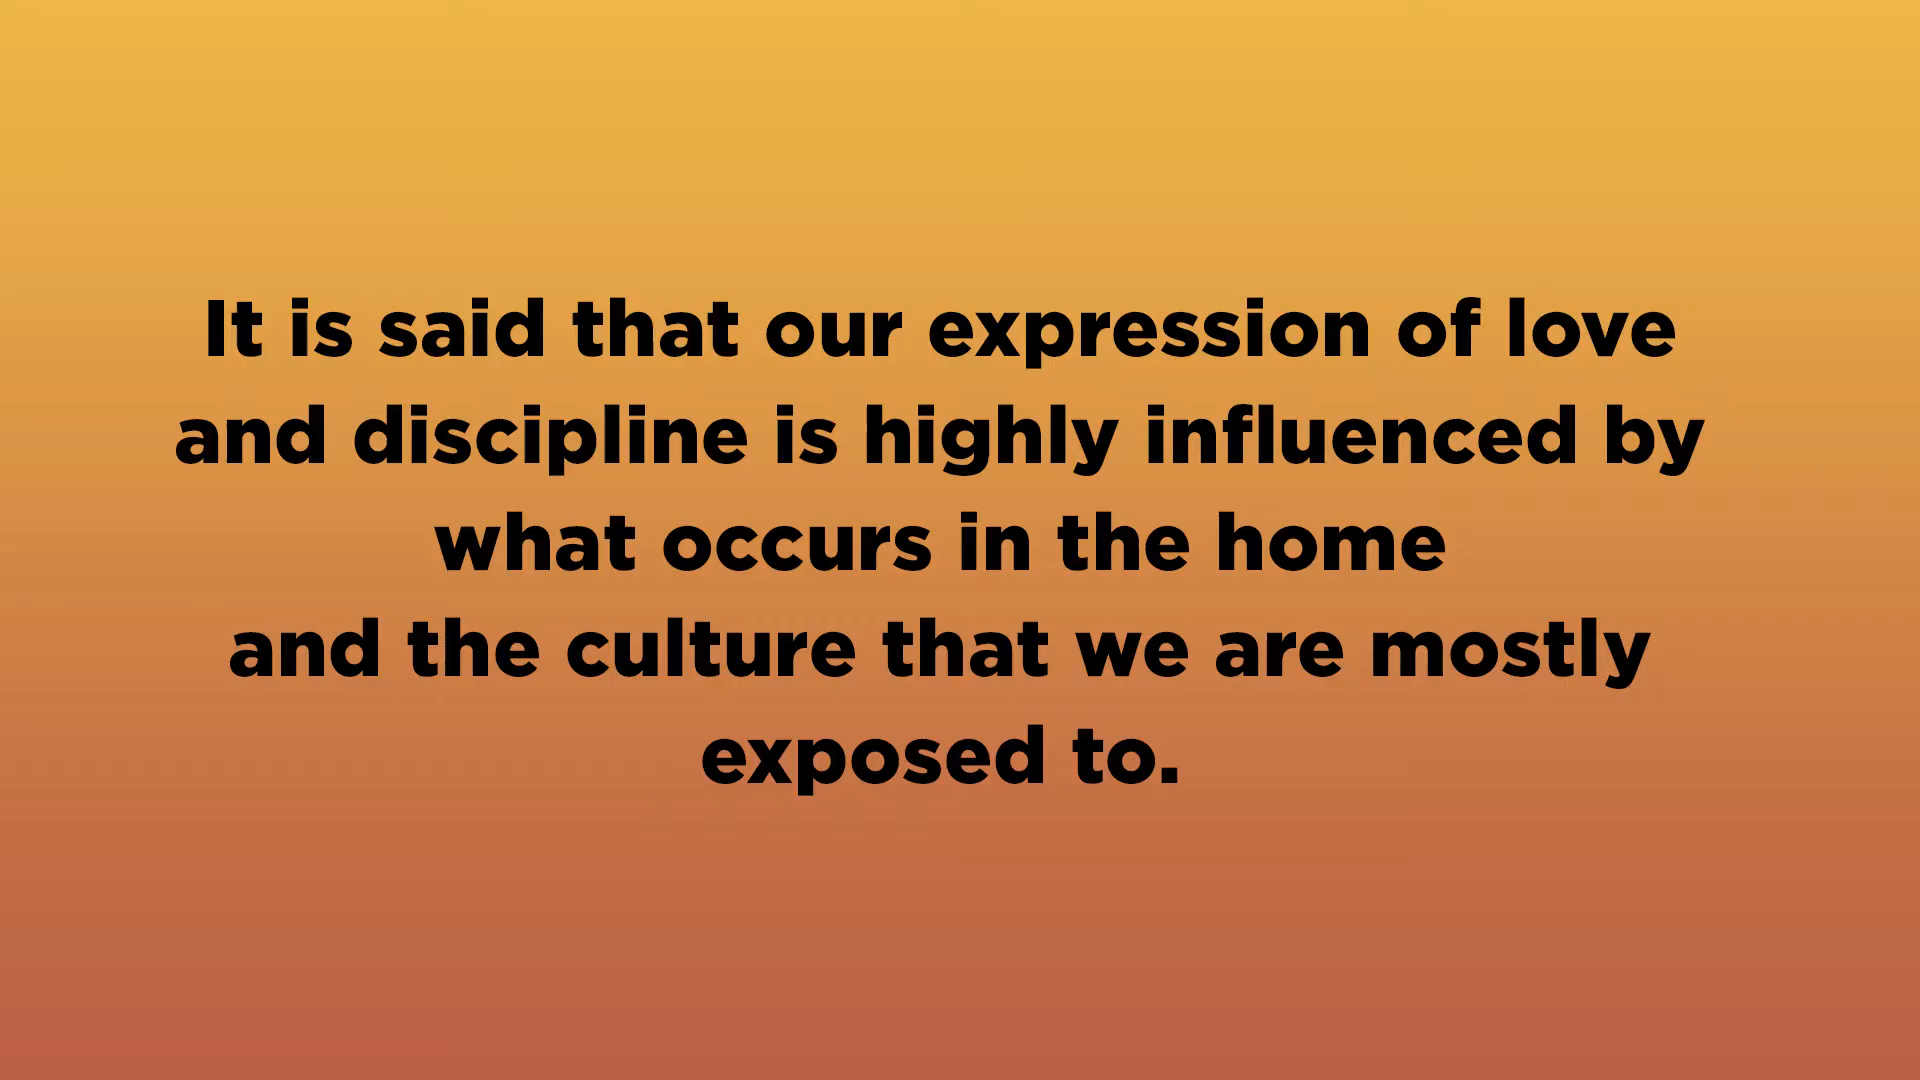 It is said that our expression of love
and discipline is highly influenced by
what occurs in the home
and the culture that we are mostly
exposed to.